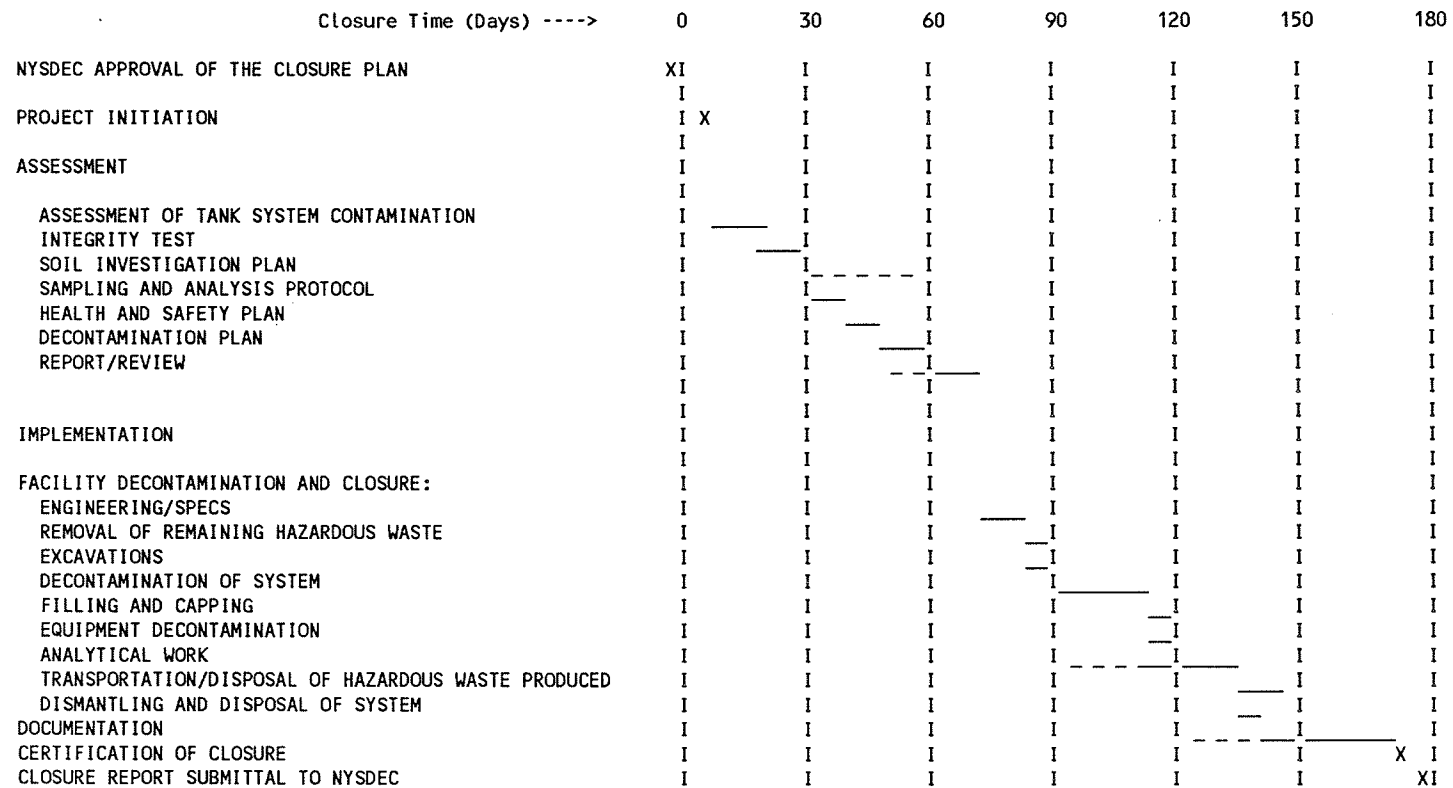 Closure Time (Days) ----> 0 30 60 90 120 150 180
NYSDEC APPROVAL OF THE CLOSURE PLAN XI I I I I I I
I I I I I I I
PROJECT INITIATION I X I I I I I I
I I I I I I I
ASSESSMENT I I I I I I I
I I I I I I I
ASSESSMENT OF TANK SYSTEM CONTAMINATION I I I I I I I
INTEGRITY TEST I I I I I I I
SOIL INVESTIGATION PLAN I I I I I I I
SAMPLING AND ANALYSIS PROTOCOL I I I I I I I
HEALTH AND SAFETY PLAN I I I I I I I
DECONTAMINATION PLAN I I I I I I I
REPORT/REVIEW I I I I I I I
I I I I I I I
I I I I I I I
IMPLEMENTATION I I I I I I I
I I I I I I I
FACILITY DECONTAMINATION AND CLOSURE: I I I I I I I
ENGINEERING/SPECS I I I I I I I
REMOVAL OF REMAINING HAZARDOUS WASTE I I I I I I I
EXCAVATIONS I I I I I I I
DECONTAMINATION OF SYSTEM I I I I I I I
FILLING AND CAPPING I I I I I I I
EQUIPMENT DECONTAMINATION I I I I I I I
ANALYTICAL WORK I I I I I I I
TRANSPORTATION/DISPOSAL OF HAZARDOUS WASTE PRODUCED I I I I I I I
DISMANTLING AND DISPOSAL OF SYSTEM I I I I I I I
DOCUMENTATION I I I I I I I
CERTIFICATION OF CLOSURE I I I I I I X I
CLOSURE REPORT SUBMITTAL TO NYSDEC I I I I I I XI